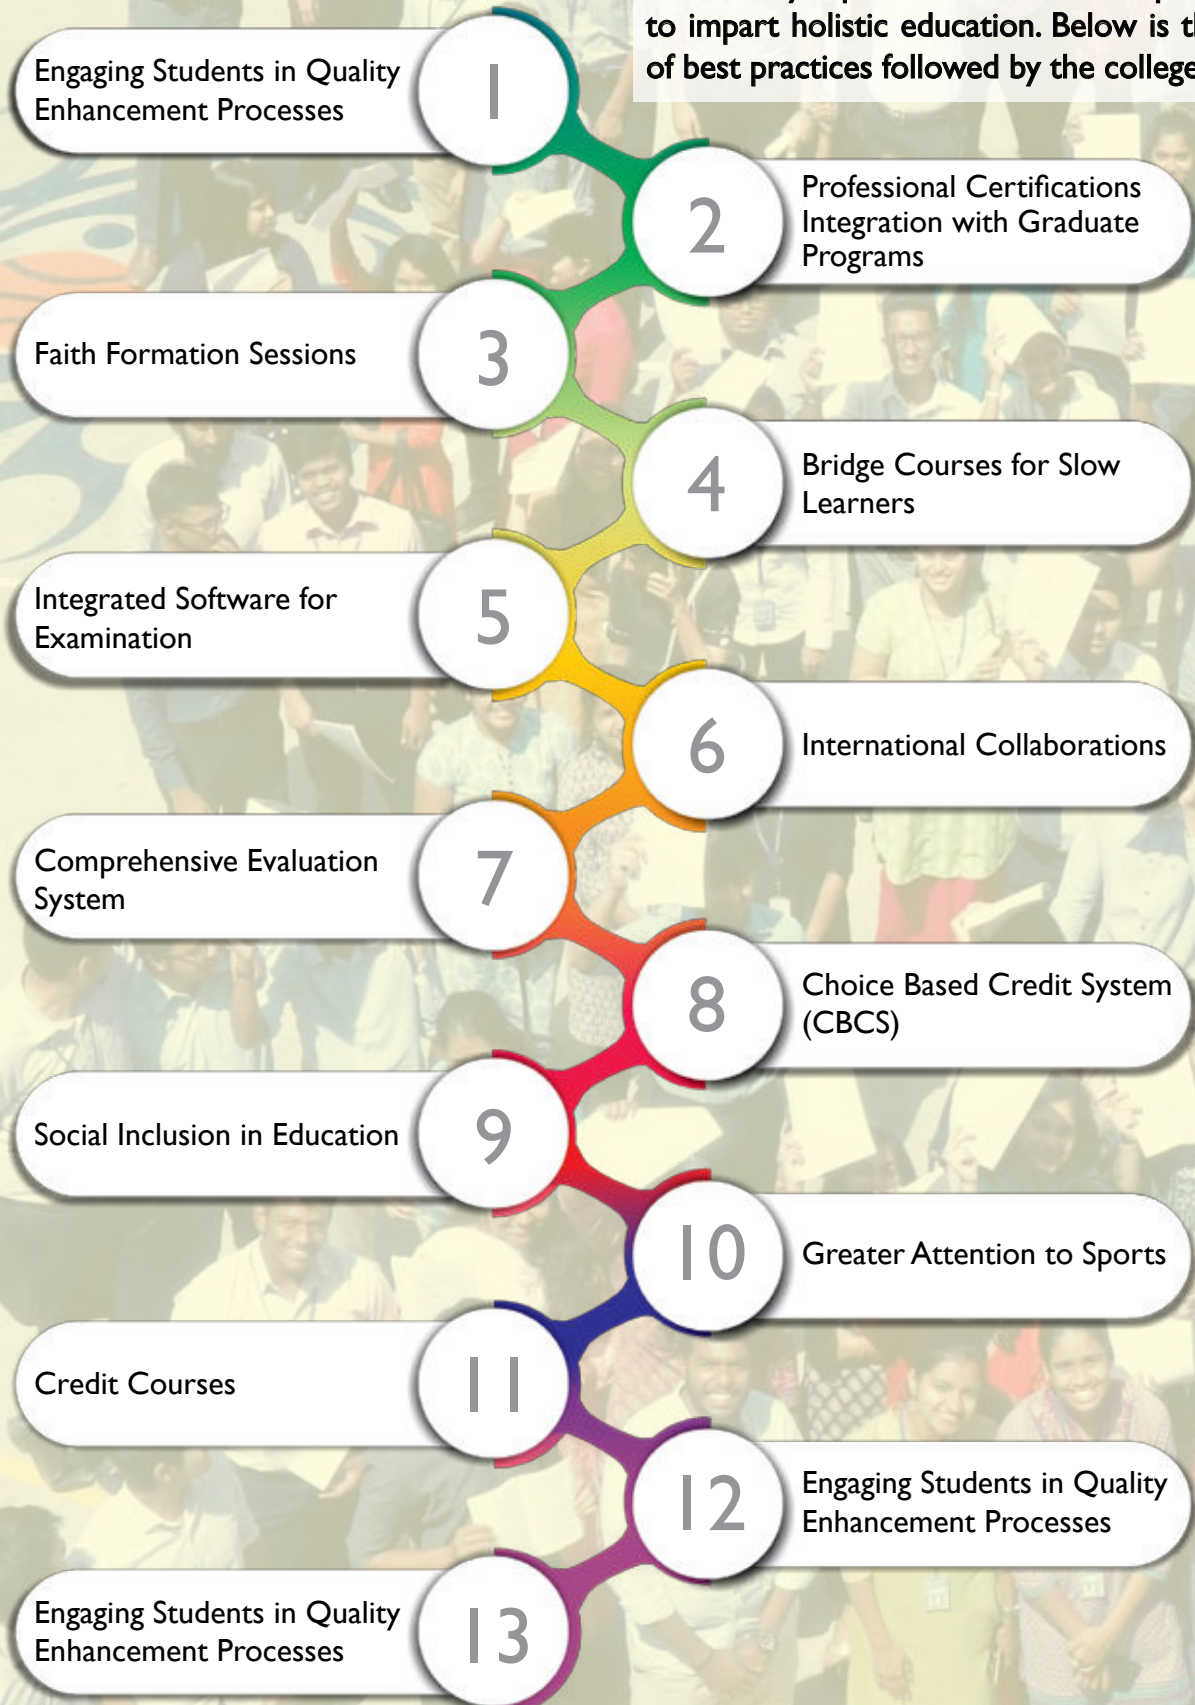 to impart holistic education. Below is
of best practices followed by the college
1
Engaging Students in Quality
Enhancement Processes
2
Professional Certifications
Integration with Graduate
Programs
3
Faith Formation Sessions
4
Bridge Courses for Slow
Learners
5
Integrated Software for
Examination
6
International Collaborations
7
Comprehensive Evaluation
System
8
Choice Based Credit System
(CBCS)
9
Social Inclusion in Education
10
Greater Attention to Sports
11
Credit Courses
12
Engaging Students in Quality
Enhancement Processes
13
Engaging Students in Quality
Enhancement Processes